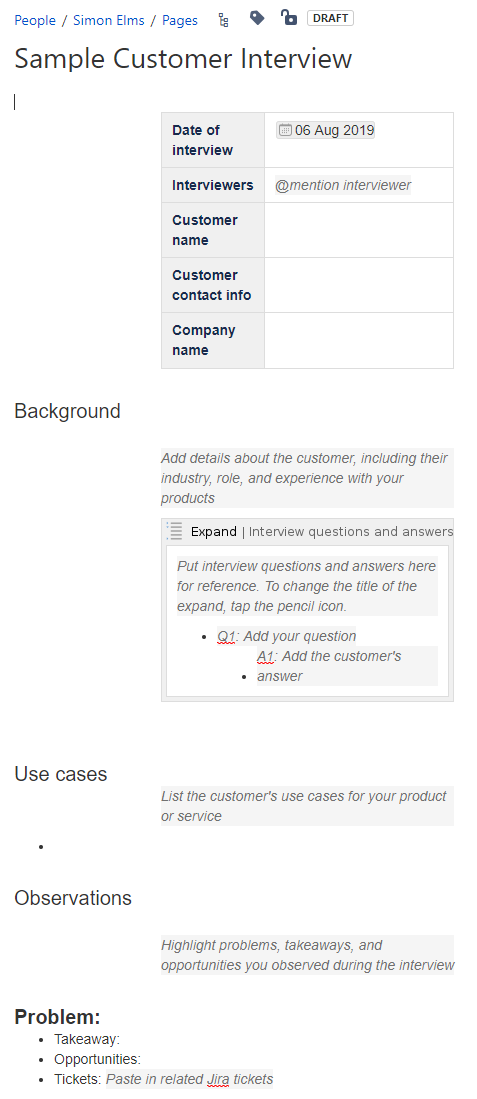 People / Simon Elms / Pages DRAFT
Sample Customer Interview
Date of
interview
06 Aug 2019
Interviewers
@mention interviewer
Customer
name
Customer
contact info
Company
name
Background
Add details about the customer, including their
industry, role, and experience with your
products
Expand | Interview questions and answers
Put interview questions and answers here
for reference. To change the title of the
expand, tap the pencil icon.
• Q1: Add your question
A1: Add the customer's
• answer
Use cases
List the customer's use cases for your product
or service
•
Observations
Highlight problems, takeaways, and
opportunities you observed during the interview
Problem:
• Takeaway:
• Opportunities:
• Tickets: Paste in related Jira tickets